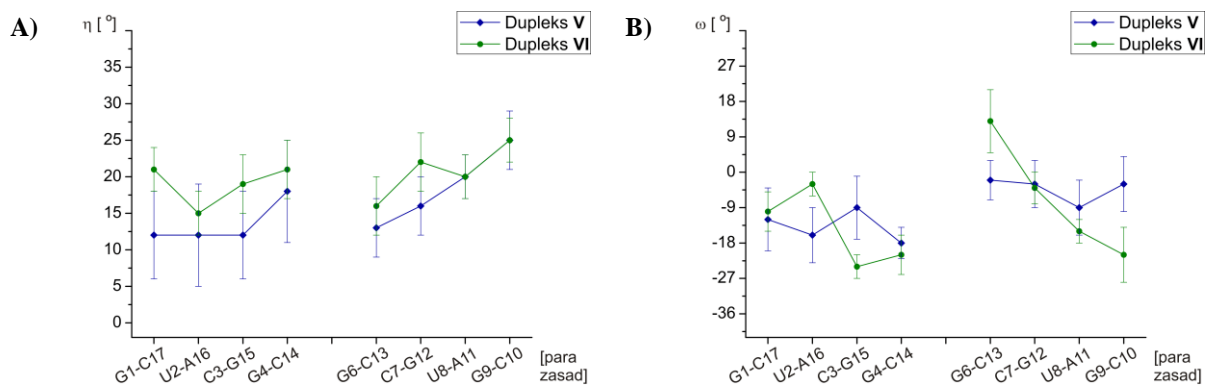 A)
η [ °]
Dupleks V
Dupleks VI
35
30
25
20
15
10
5
0
G1-C17
U2-A16
C3-G15
G4-C14
G6-C13
C7-G12
U8-A11
G9-C10
[para
zasad]
B)
ω [ °]
Dupleks V
Dupleks VI
27
18
9
0
-9
-18
-27
-36
G1-C17
U2-A16
C3-G15
G4-C14
G6-C13
C7-G12
U8-A11
G9-C10
[para
zasad]